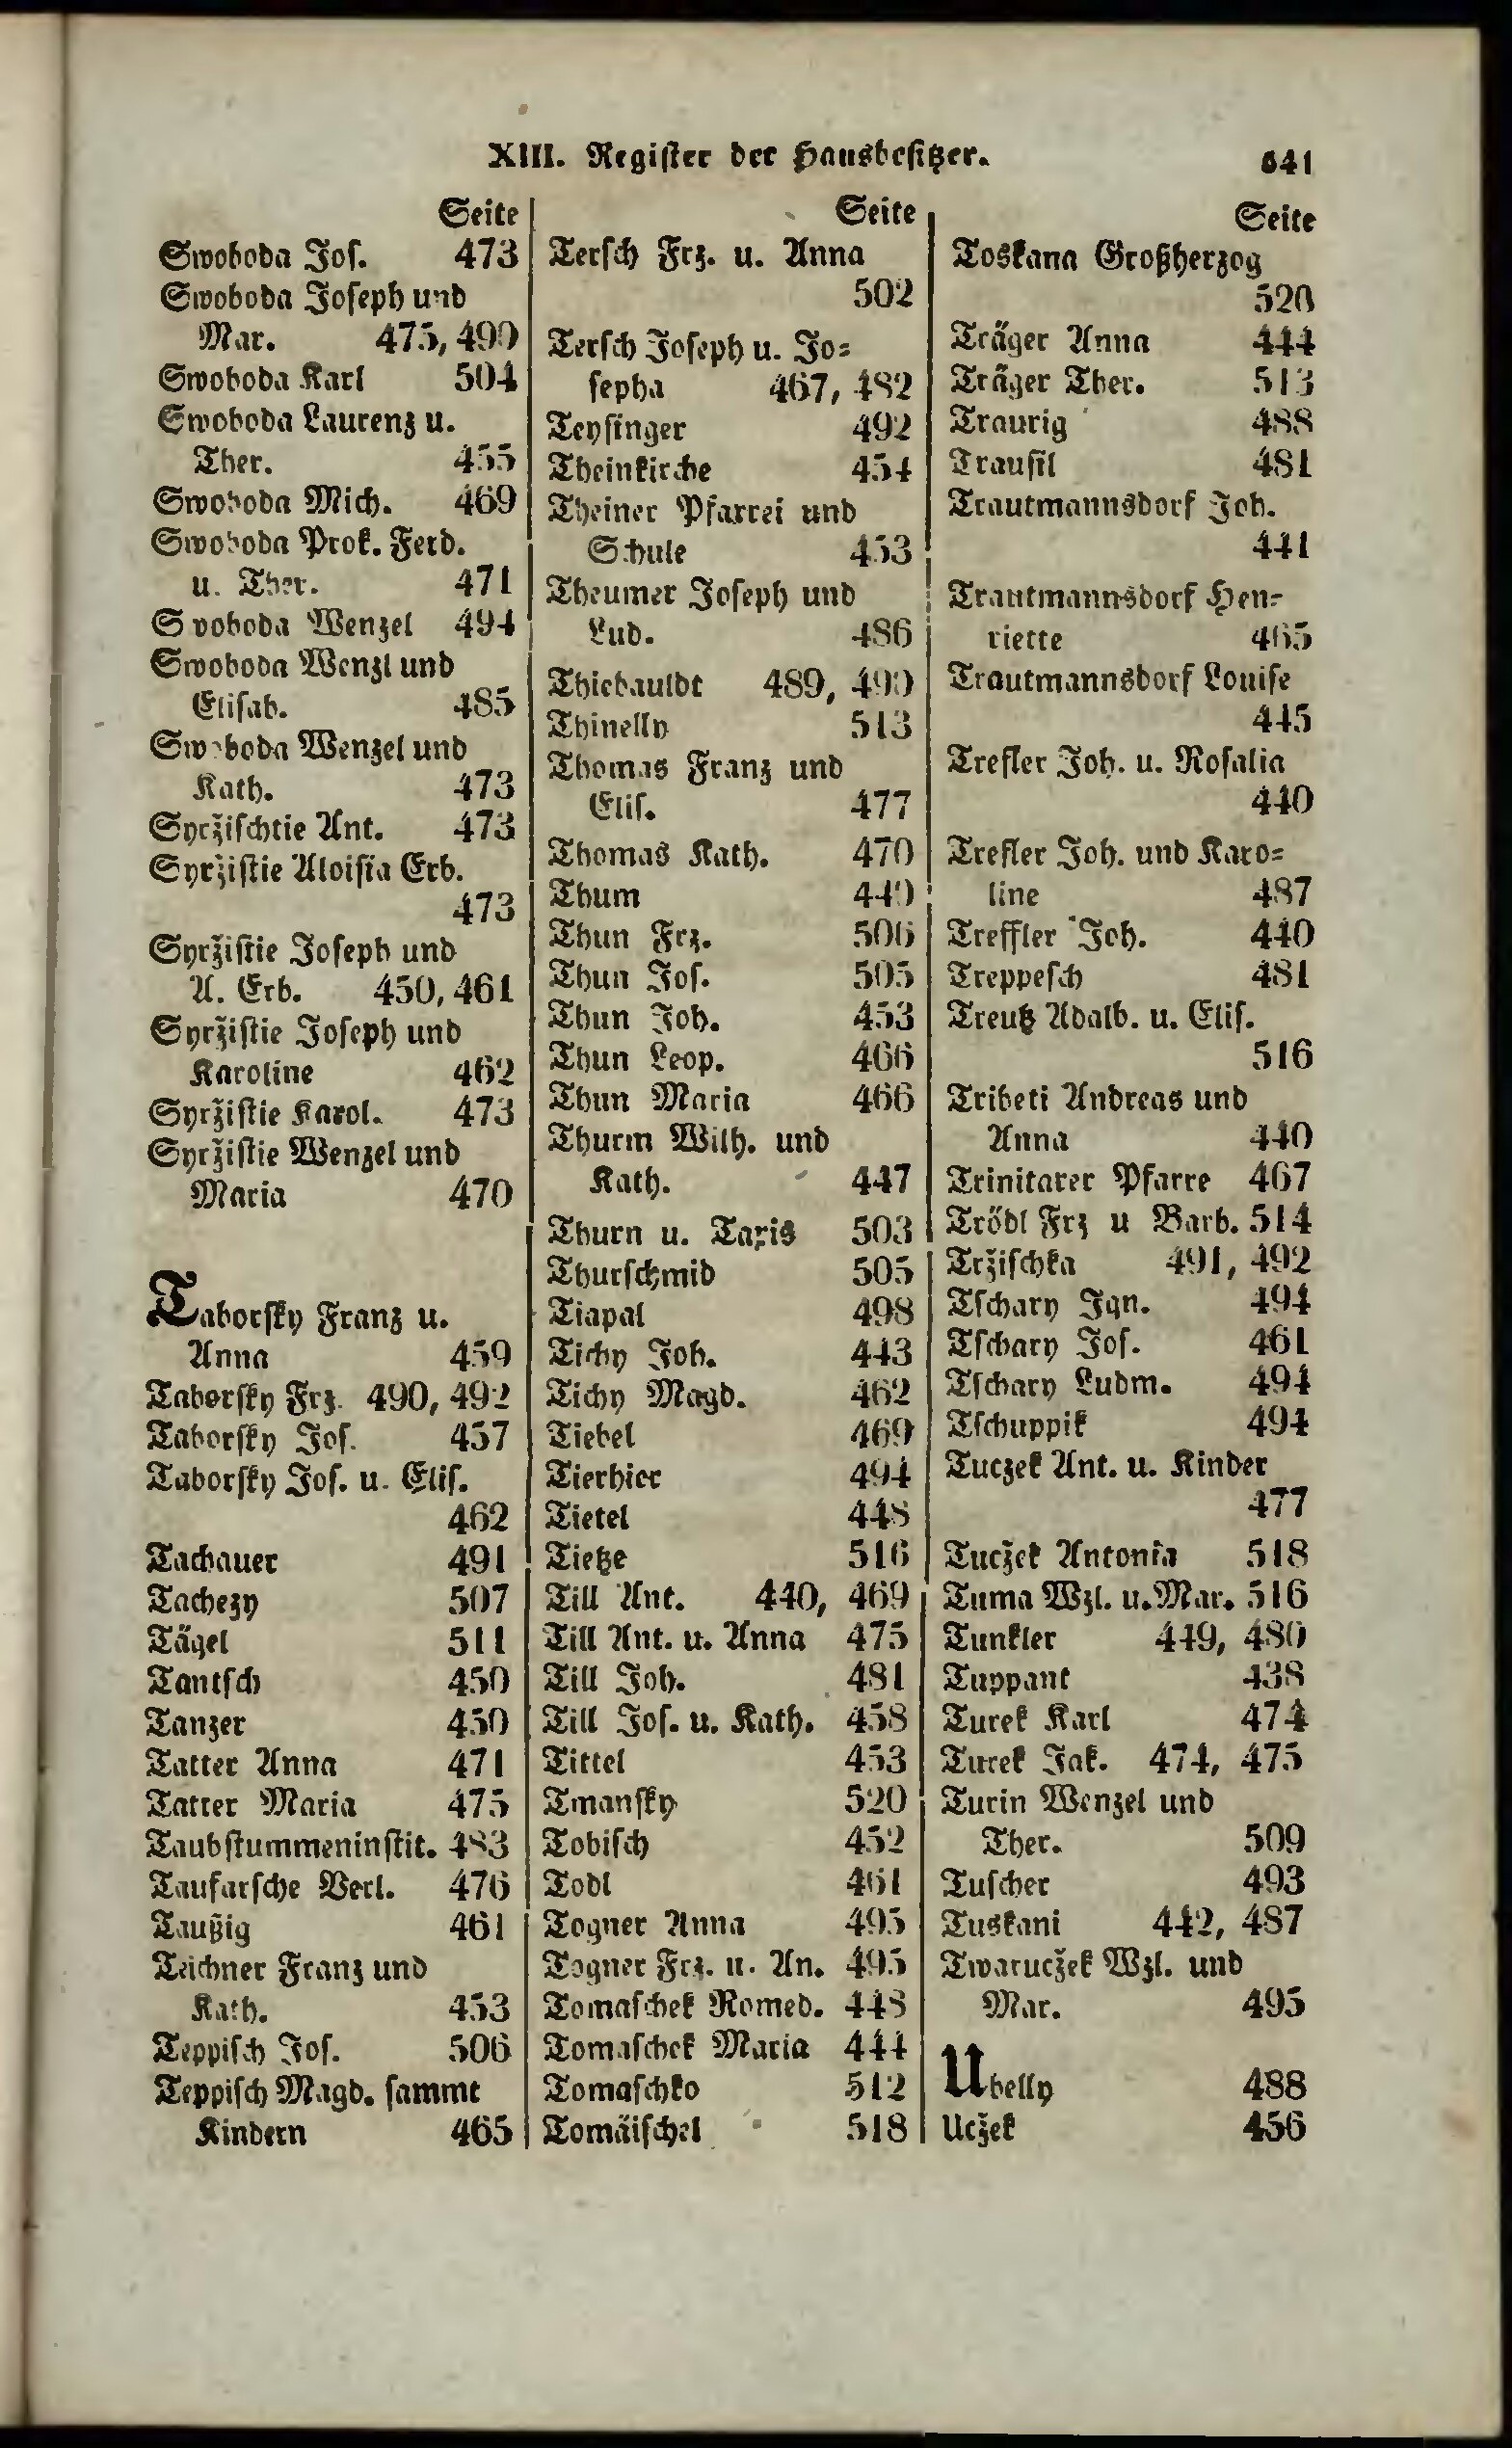 XIII. Register der Hausbesitzer. 641
Seite
Swoboda Jos. 473
Swoboda Joseph und
Mar. 475, 490
Swoboda Karl 504
Swoboda Laurenz u.
Ther. 455
Swoboda Mich. 469
Swoboda Prok. Ferd.
u. Ther. 471
Swoboda Wenzel 494
Swoboda Wenzl und
Elisab. 485
Swoboda Wenzel und
Kath. 473
Syržischtie Ant. 473
Syržistie Aloisia Erb.
473
Syržistie Joseph und
A. Erb. 450, 461
Syržistie Joseph und
Karoline 462
Syržistie Karol. 473
Syržistie Wenzel und
Maria 470
Taborsky Franz u.
Anna 459
Taborsky Frz. 490, 492
Taborsky Jos. 457
Taborsky Jos. u. Elis.
462
Tachauer 491
Tachezy 507
Tägel 511
Tantsch 450
Tanzer 450
Tatter Anna 471
Tatter Maria 475
Taubstummeninstit. 483
Taufarsche Verl. 476
Taußig 461
Teichner Franz und
Kath. 453
Teppisch Jos. 506
Teppisch Magd. sammt
Kindern 465
Seite
Tersch Frz. u. Anna
502
Tersch Joseph u. Jo=
sepha 467, 482
Teysinger 492
Theinkirche 454
Theiner Pfarrei und
Schule 453
Theumer Joseph und
Lud. 486
Thiebauldt 489, 490
Thinelly 513
Thomas Franz und
Elis. 477
Thomas Kath. 470
Thum 440
Thun Frz. 506
Thun Jos. 505
Thun Joh. 453
Thun Leop. 466
Thun Maria 466
Thurm Wilh. und
Kath. 447
Thurn u. Taxis 503
Thurschmid 505
Tiapal 498
Tichy Joh. 443
Tichy Magd. 462
Tiebel 469
Tierhier 494
Tietel 448
Tietze 516
Till Ant. 440, 469
Till Ant. u. Anna 475
Till Joh. 481
Till Jos. u. Kath. 458
Tittel 453
Tmansky 520
Tobisch 452
Todl 461
Togner Anna 495
Togner Frz. u. An. 495
Tomaschek Romed. 448
Tomaschek Maria 444
Tomaschko 512
Tomäischel 518
Seite
Toskana Großherzog
520
Träger Anna 444
Träger Ther. 513
Traurig 488
Trausil 481
Trautmannsdorf Joh.
441
Trautmannsdorf Hen=
riette 465
Trautmannsdorf Louise
445
Trefler Joh. u. Rosalia
440
Trefler Joh. und Karo=
line 487
Treffler Joh. 440
Treppesch 481
Treutz Adalb. u. Elis.
516
Tribeti Andreas und
Anna 440
Trinitarer Pfarre 467
Trödl Frz u Barb. 514
Tržischka 491, 492
Tschary Ign. 494
Tschary Jos. 461
Tschary Ludm. 494
Tschuppik 494
Tuczek Ant. u. Kinder
477
Tuczek Antonia 518
Tuma Wzl. u. Mar. 516
Tunkler 449, 480
Tuppant 438
Turek Karl 474
Turek Jak. 474, 475
Turin Wenzel und
Ther. 509
Tuscher 493
Tuskani 442, 487
Twaruczek Wzl. und
Mar. 495
Ubelly 488
Uczek 456